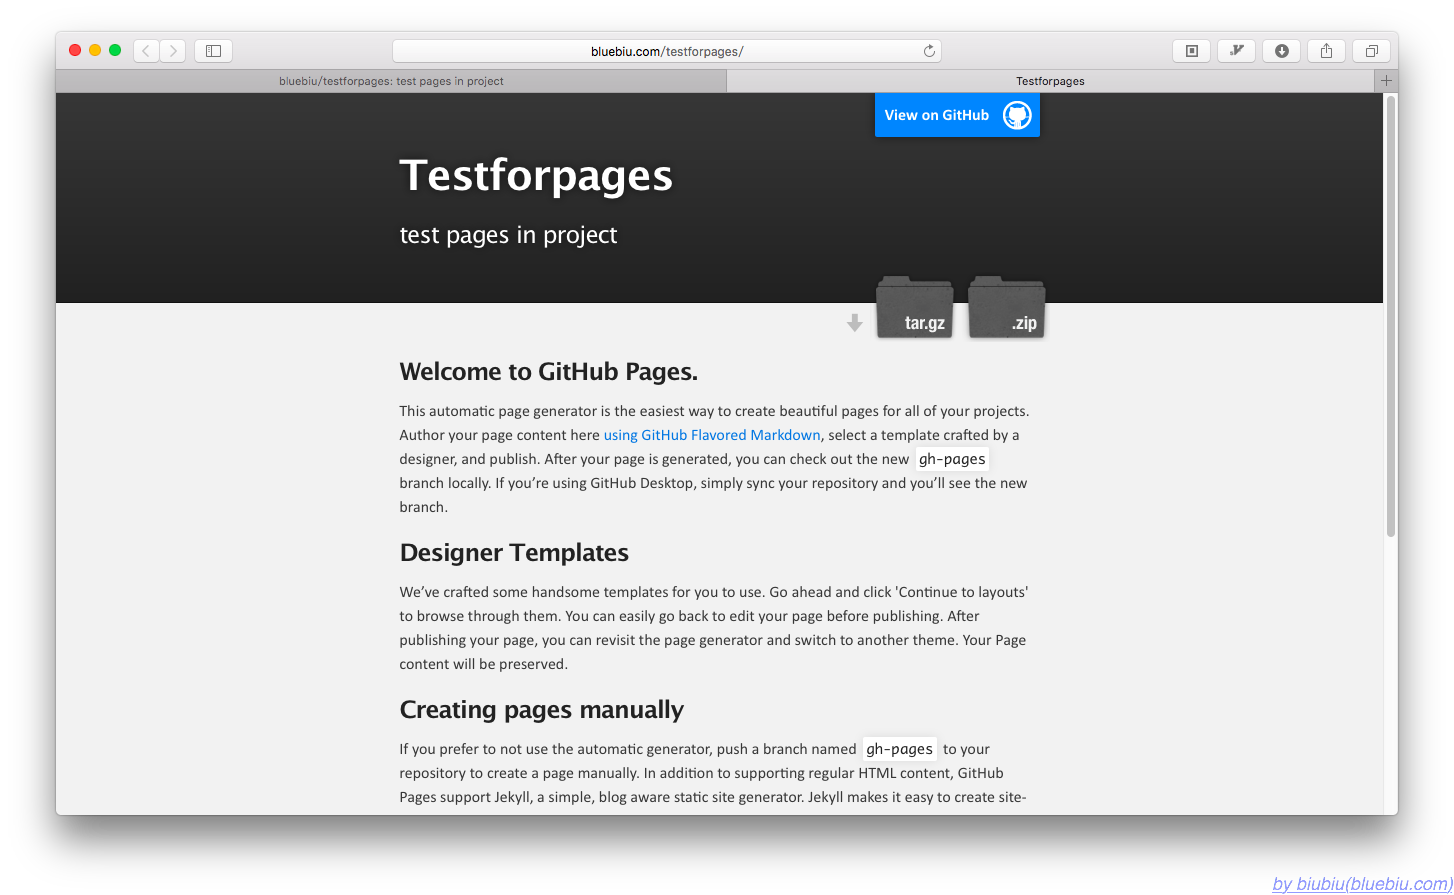 bluebiu.com/testforpages/
bluebiu/testforpages: test pages in project
Testforpages
View on GitHub
Testforpages
test pages in project
tar.gz
.zip
Welcome to GitHub Pages.
This automatic page generator is the easiest way to create beautiful pages for all of your projects.
Author your page content here using GitHub Flavored Markdown, select a template crafted by a
designer, and publish. After your page is generated, you can check out the new gh-pages
branch locally. If you’re using GitHub Desktop, simply sync your repository and you’ll see the new
branch.
Designer Templates
We’ve crafted some handsome templates for you to use. Go ahead and click 'Continue to layouts'
to browse through them. You can easily go back to edit your page before publishing. After
publishing your page, you can revisit the page generator and switch to another theme. Your Page
content will be preserved.
Creating pages manually
If you prefer to not use the automatic generator, push a branch named gh-pages to your
repository to create a page manually. In addition to supporting regular HTML content, GitHub
Pages support Jekyll, a simple, blog aware static site generator. Jekyll makes it easy to create site-
by biubiu(bluebiu.com)